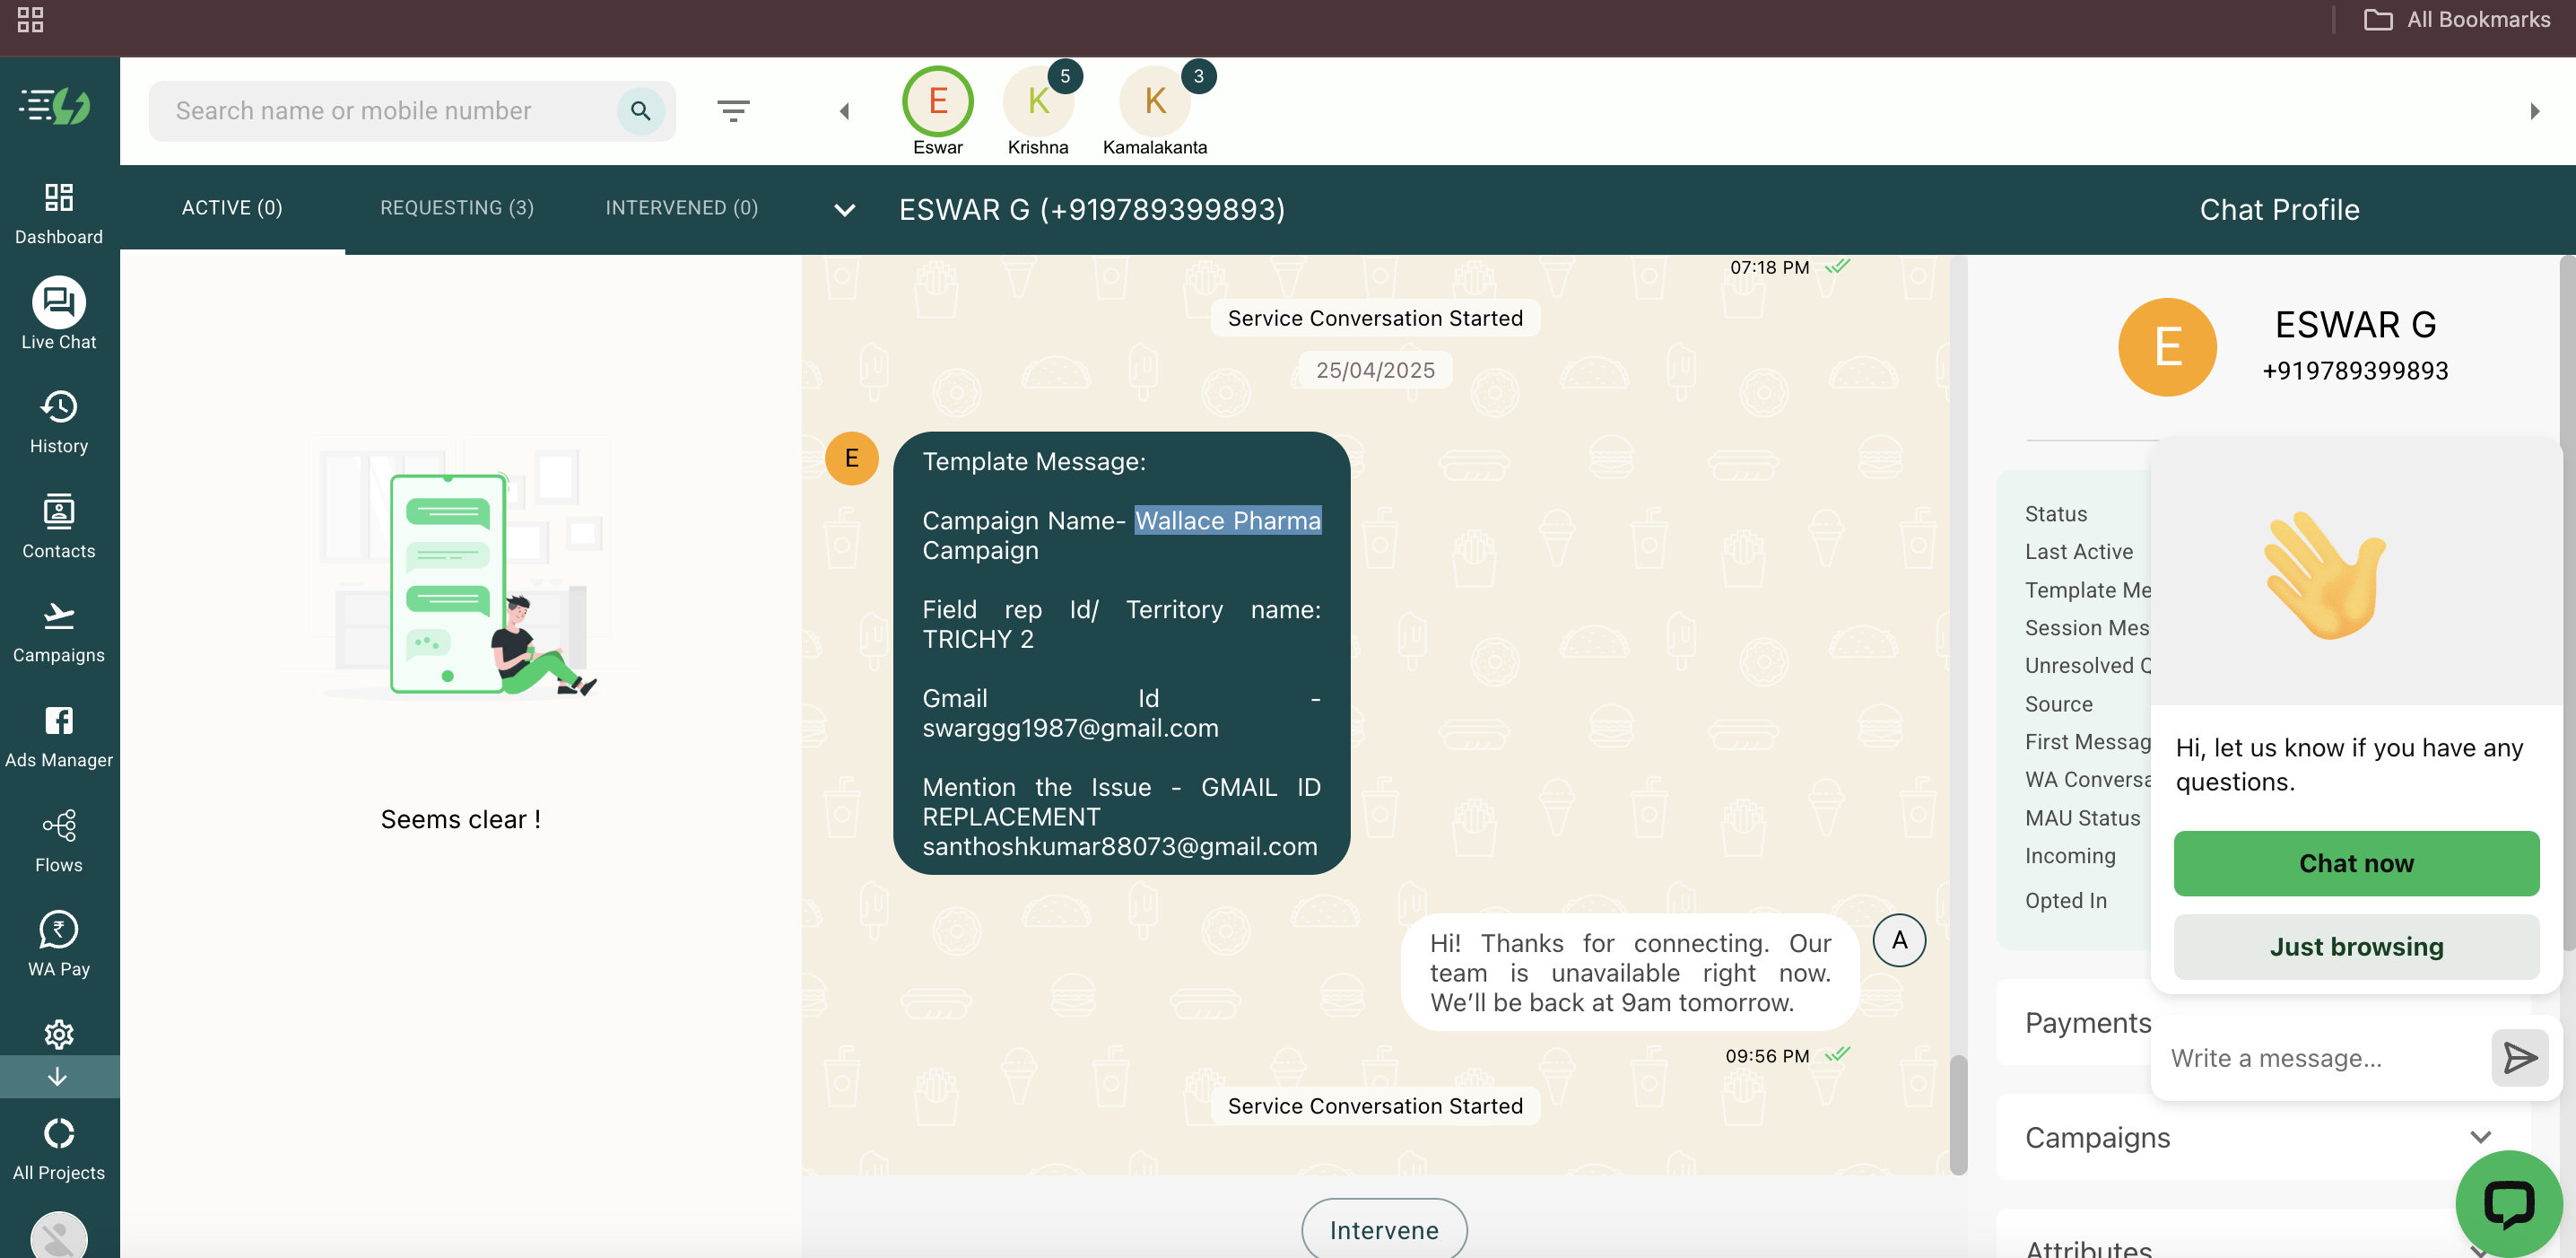 All Bookmarks
Search name or mobile number
E
Eswar
K
5
Krishna
K
3
Kamalakanta
ACTIVE (0)
REQUESTING (3)
INTERVENED (0)
ESWAR G (+919789399893)
Chat Profile
Dashboard
Live Chat
History
Contacts
Campaigns
Ads Manager
Flows
WA Pay
All Projects
Seems clear !
07:18 PM
Service Conversation Started
25/04/2025
E
Template Message:
Campaign Name- Wallace Pharma
Campaign
Field rep Id/ Territory name:
TRICHY 2
Gmail Id -
swarggg1987@gmail.com
Mention the Issue - GMAIL ID
REPLACEMENT
santhoshkumar88073@gmail.com
Hi! Thanks for connecting. Our
team is unavailable right now.
We’ll be back at 9am tomorrow.
A
09:56 PM
Service Conversation Started
Intervene
E
ESWAR G
+919789399893
Status
Last Active
Template Me
Session Mes
Unresolved Q
Source
First Messag
WA Conversa
MAU Status
Incoming
Opted In
Payments
Campaigns
Attributes
Hi, let us know if you have any
questions.
Chat now
Just browsing
Write a message...